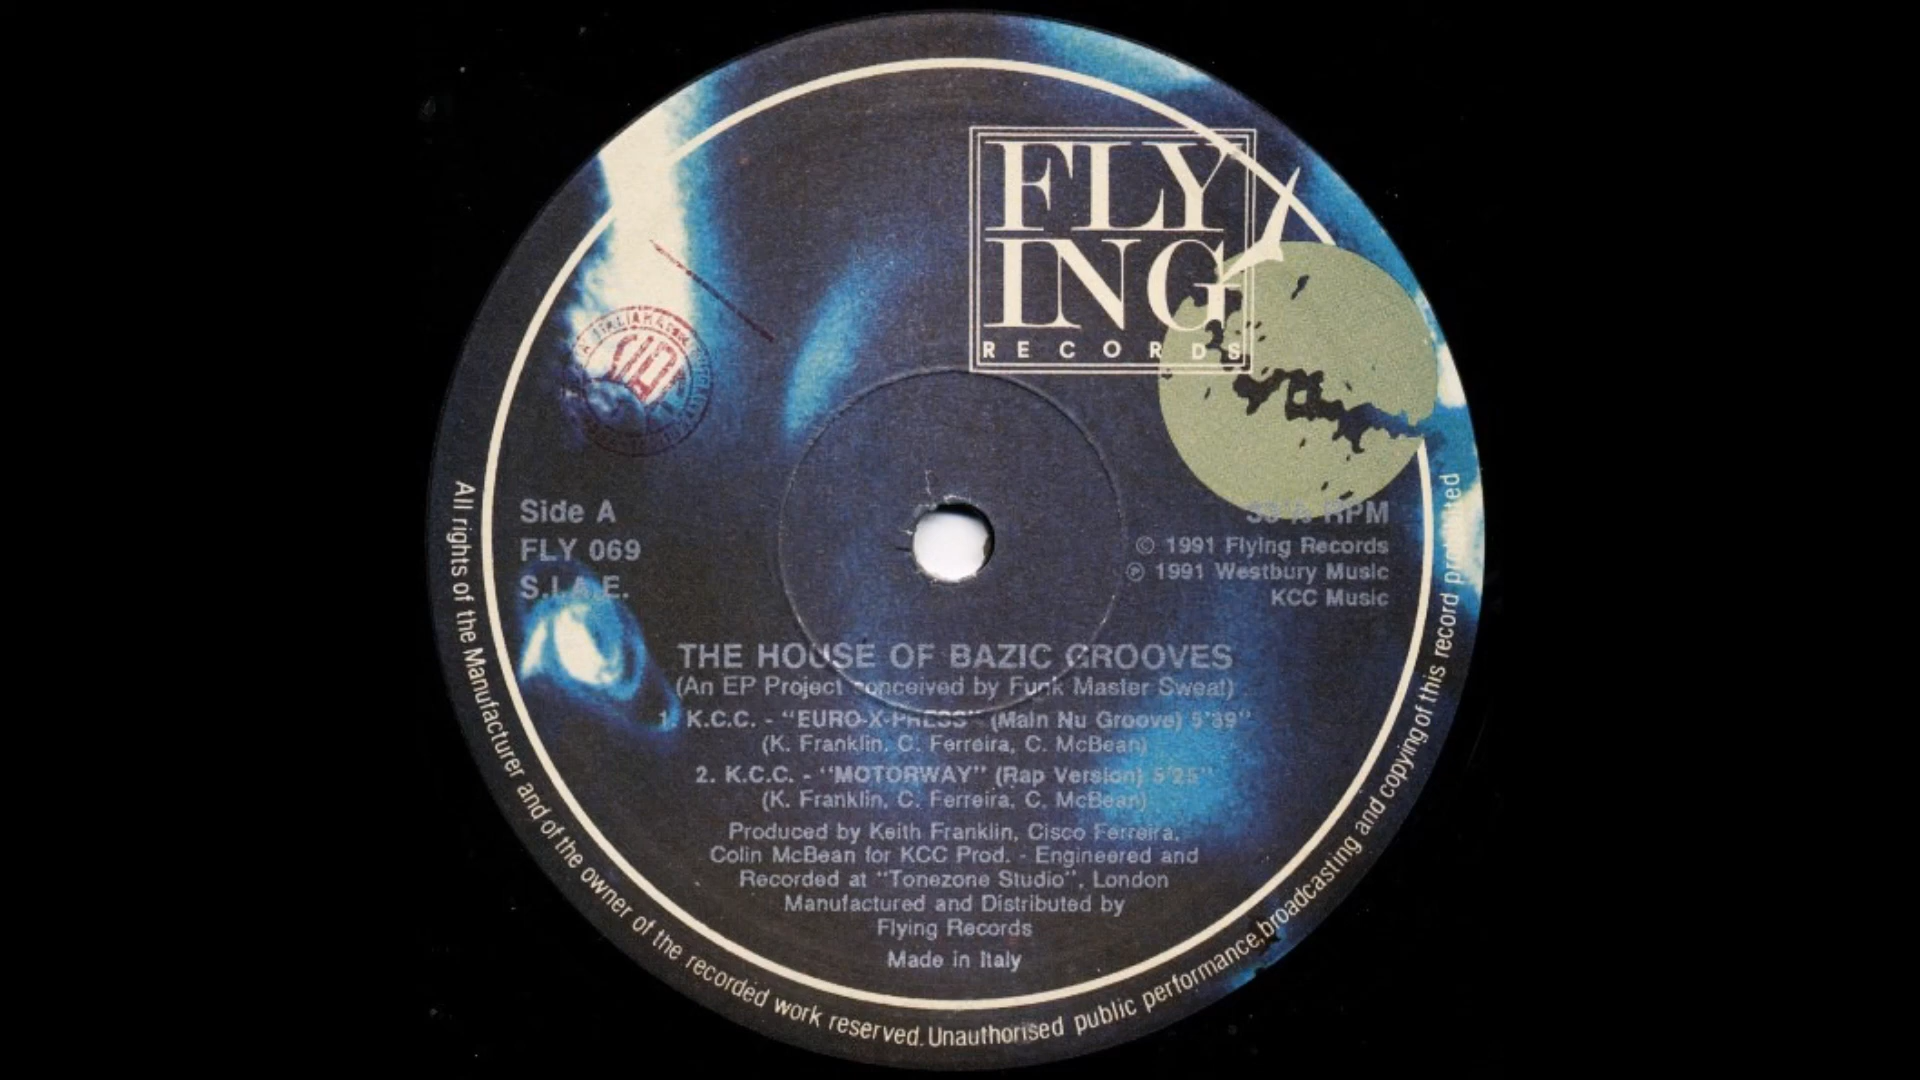 FLY
ING
RECORDS
Side A
FLY 069
S.I.A.E.
33⅓ RPM
© 1991 Flying Records
℗ 1991 Westbury Music
KCC Music
THE HOUSE OF BAZIC GROOVES
(An EP Project conceived by Funk Master Sweat)
1. K.C.C. - "EURO-X-PRESS" (Main Nu Groove) 5'39"
(K. Franklin, C. Ferreira, C. McBean)
2. K.C.C. - "MOTORWAY" (Rap Version) 5'25"
(K. Franklin, C. Ferreira, C. McBean)
Produced by Keith Franklin, Cisco Ferreira,
Colin McBean for KCC Prod. - Engineered and
Recorded at "Tonezone Studio", London
Manufactured and Distributed by
Flying Records
Made in Italy
All rights of the Manufacturer and of the owner of the recorded work reserved. Unauthorised public performance, broadcasting and copying of this record prohibited